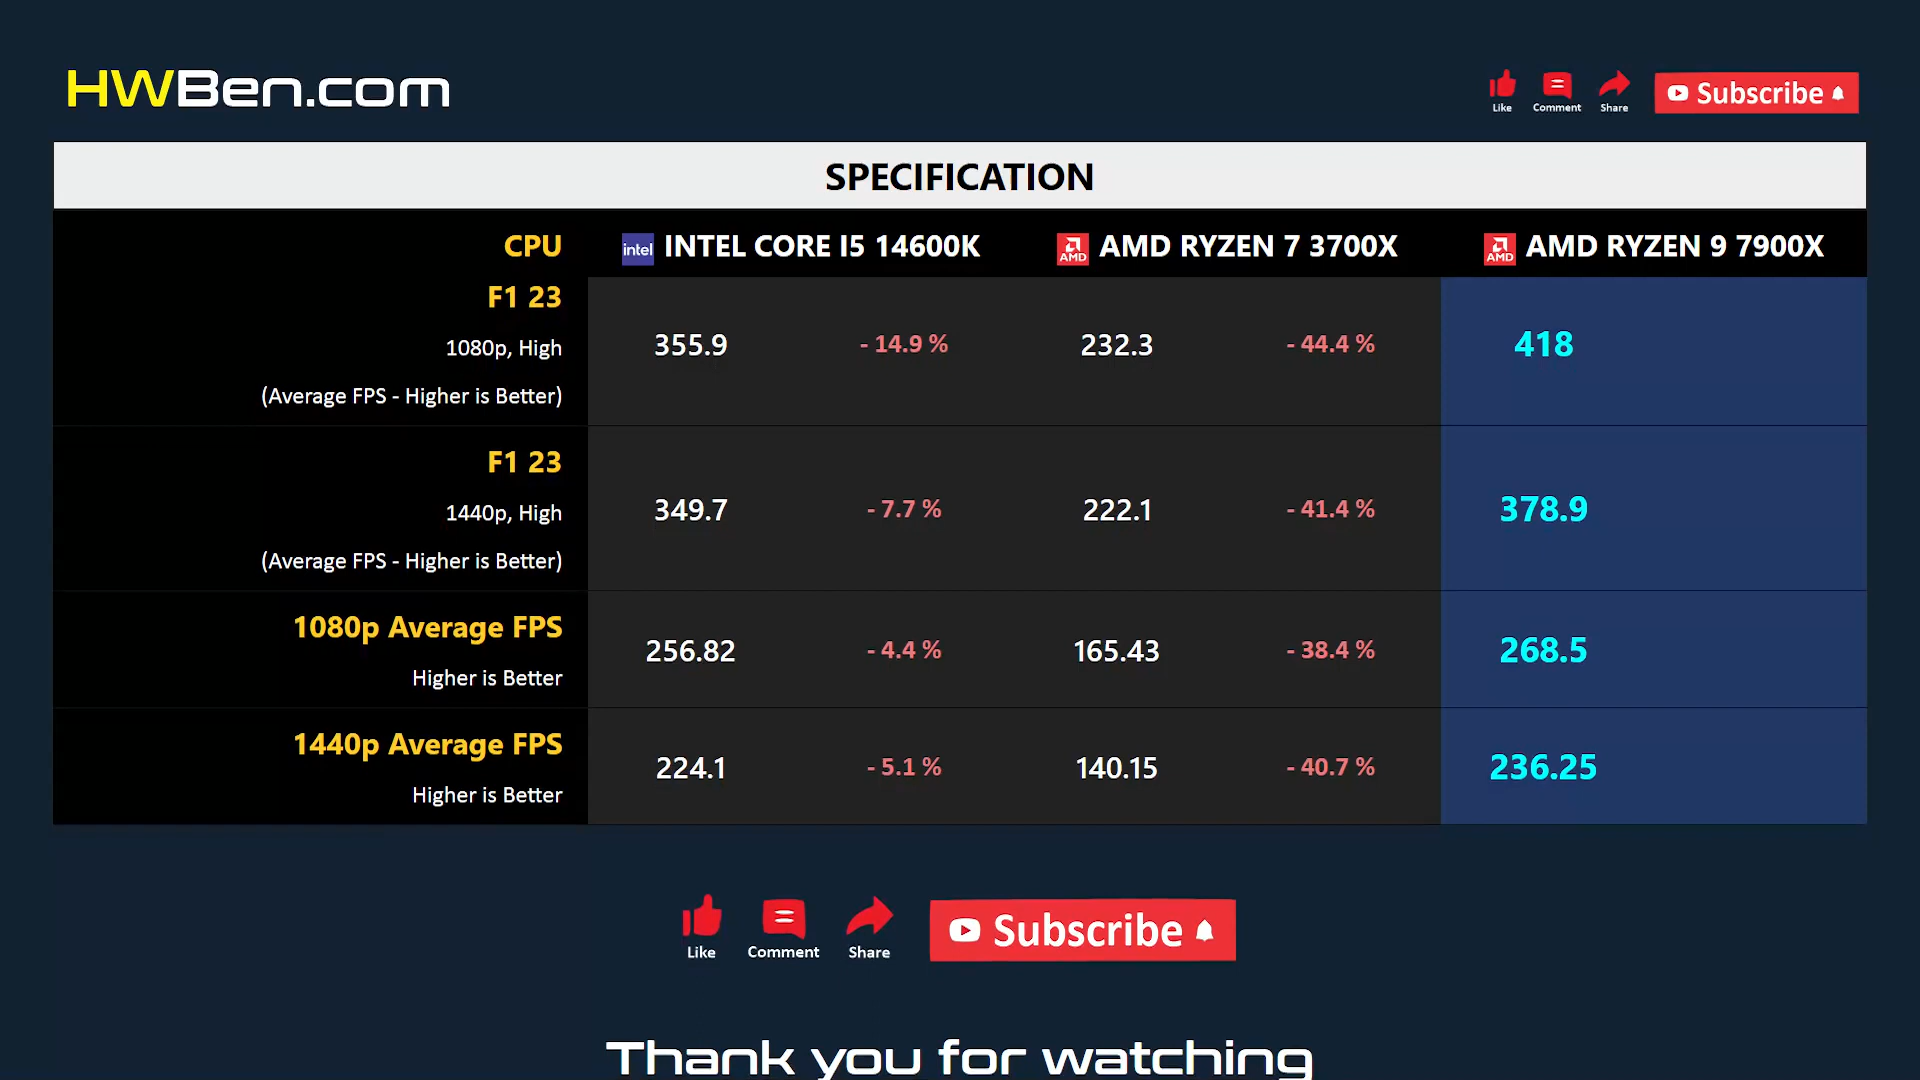 HWBen.com
Like Comment Share Subscribe
SPECIFICATION
CPU intel INTEL CORE I5 14600K AMD AMD RYZEN 7 3700X AMD AMD RYZEN 9 7900X
F1 23
1080p, High 355.9 - 14.9 % 232.3 - 44.4 % 418
(Average FPS - Higher is Better)
F1 23
1440p, High 349.7 - 7.7 % 222.1 - 41.4 % 378.9
(Average FPS - Higher is Better)
1080p Average FPS 256.82 - 4.4 % 165.43 - 38.4 % 268.5
Higher is Better
1440p Average FPS 224.1 - 5.1 % 140.15 - 40.7 % 236.25
Higher is Better
Like Comment Share Subscribe
Thank you for watching